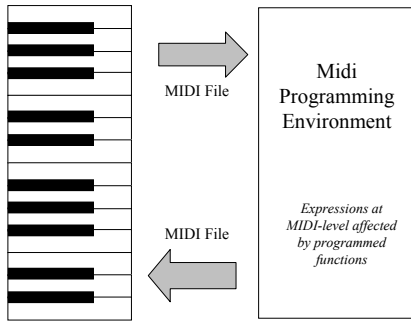 MIDI File
Midi
Programming
Environment
MIDI File
Expressions at
MIDI-level affected
by programmed
functions